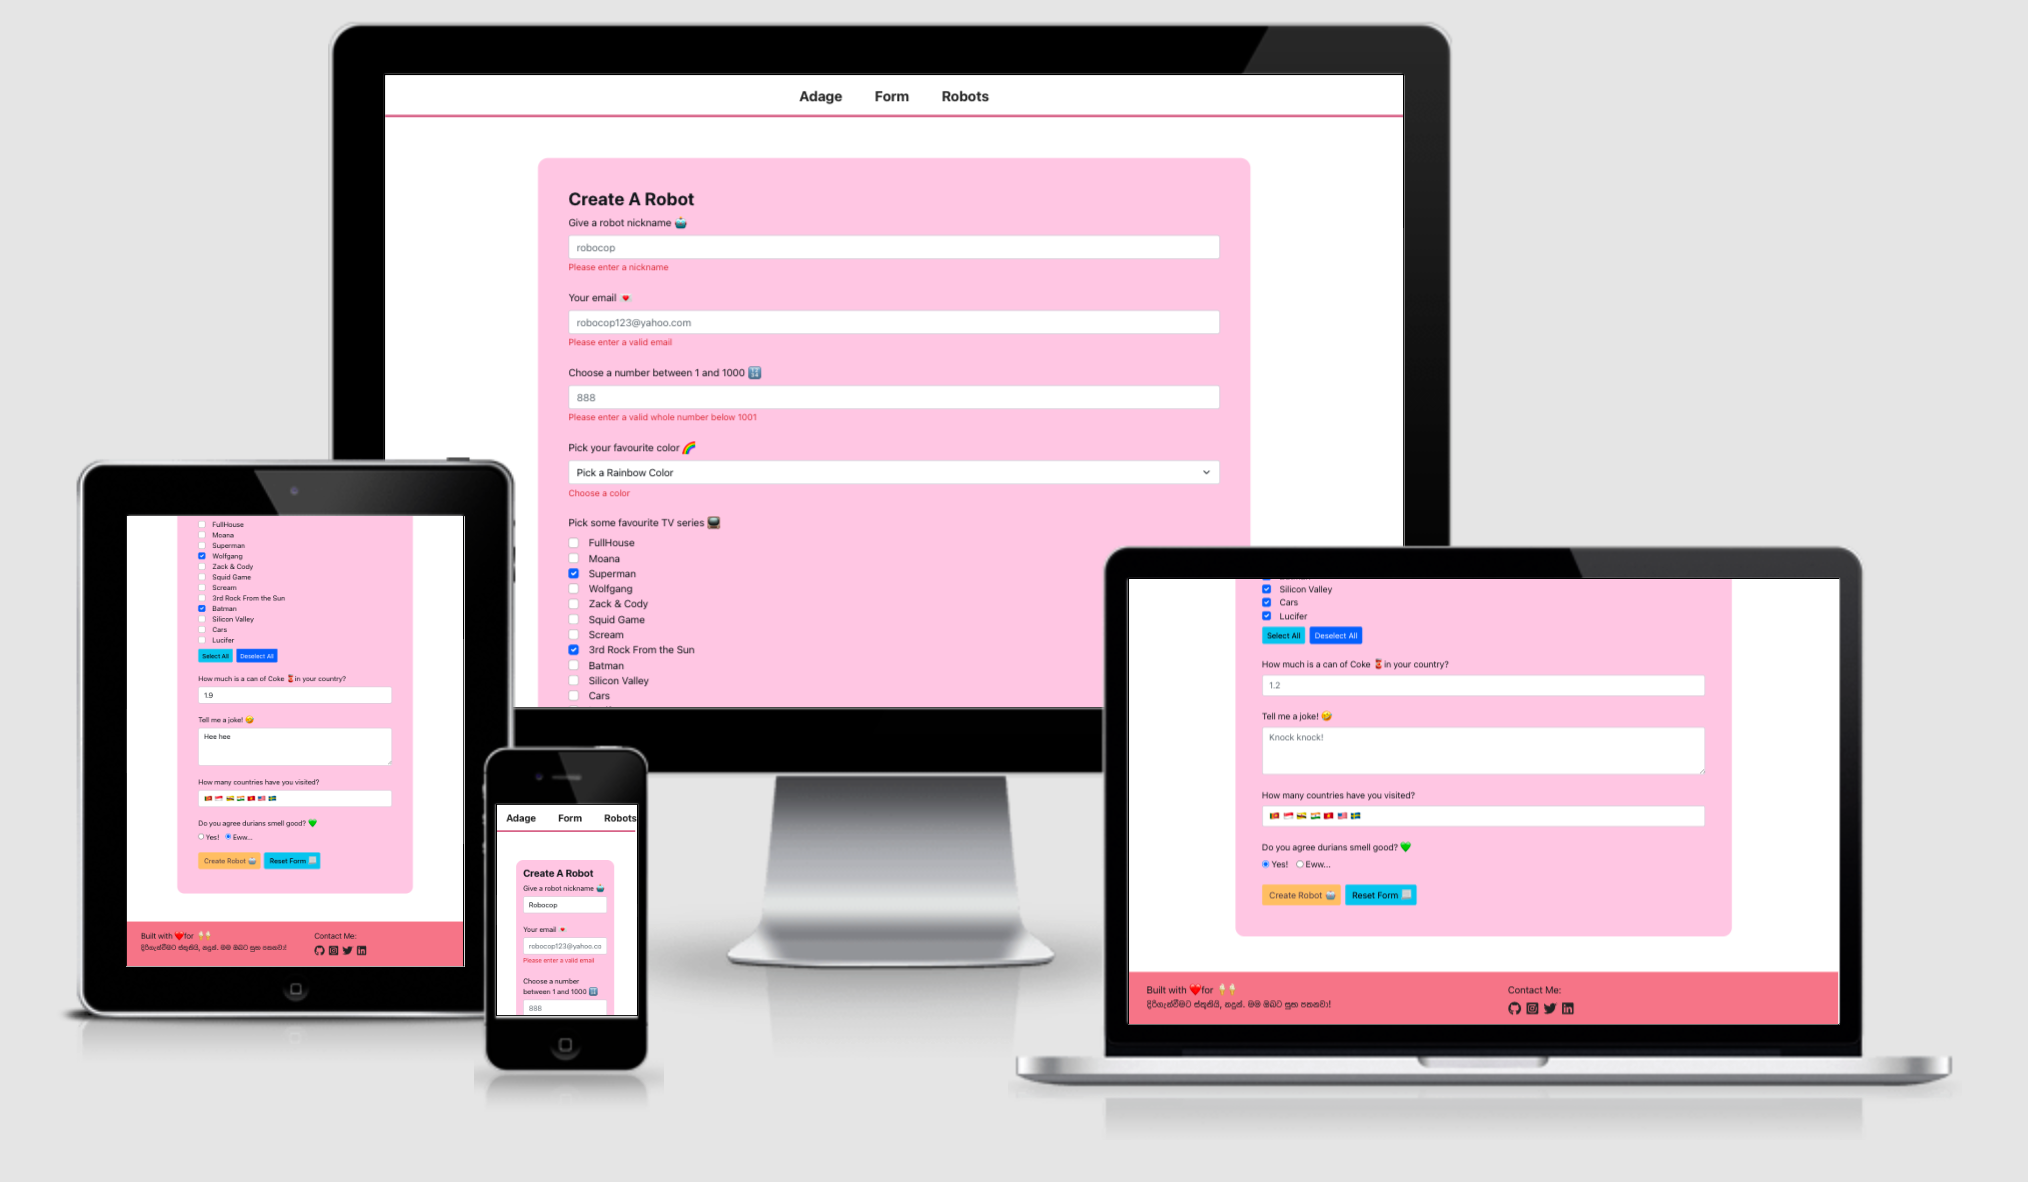 Adage Form Robots
Create A Robot
Give a robot nickname 🤖
robocop
Please enter a nickname
Your email 💌
robocop123@yahoo.com
Please enter a valid email
Choose a number between 1 and 1000 🔢
888
Please enter a valid whole number below 1001
Pick your favourite color 🌈
Pick a Rainbow Color
Choose a color
Pick some favourite TV series 📺
FullHouse
Moana
Superman
Wolfgang
Zack & Cody
Squid Game
Scream
3rd Rock From the Sun
Batman
Silicon Valley
Cars
FullHouse
Moana
Superman
Wolfgang
Zack & Cody
Squid Game
Scream
3rd Rock From the Sun
Batman
Silicon Valley
Cars
Lucifer
Select All Deselect All
How much is a can of Coke in your country?
1.9
Tell me a joke! 🤣
Hee hee
How many countries have you visited?
Do you agree durians smell good? 💚
Yes! Eww...
Create Robot 🤖 Reset Form
Built with ❤️for
Contact Me:
Adage Form Robots
Create A Robot
Give a robot nickname 🤖
Robocop
Your email 💌
robocop123@yahoo.co
Please enter a valid email
Choose a number
between 1 and 1000 🔢
888
Silicon Valley
Cars
Lucifer
Select All Deselect All
How much is a can of Coke in your country?
1.2
Tell me a joke! 🤣
Knock knock!
How many countries have you visited?
Do you agree durians smell good? 💚
Yes! Eww...
Create Robot 🤖 Reset Form
Built with ❤️for
Contact Me: